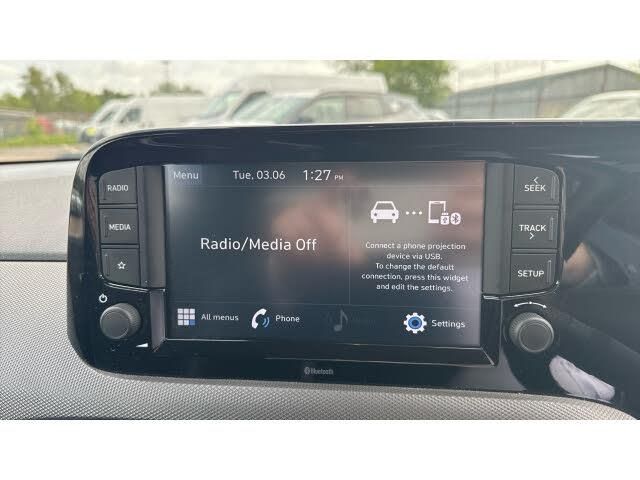 Menu Tue, 03.06 1:27 PM
RADIO
MEDIA
SEEK
TRACK
SETUP
Radio/Media Off
Connect a phone projection
device via USB.
To change the default
connection, press this widget
and edit the settings.
All menus Phone Settings
Bluetooth